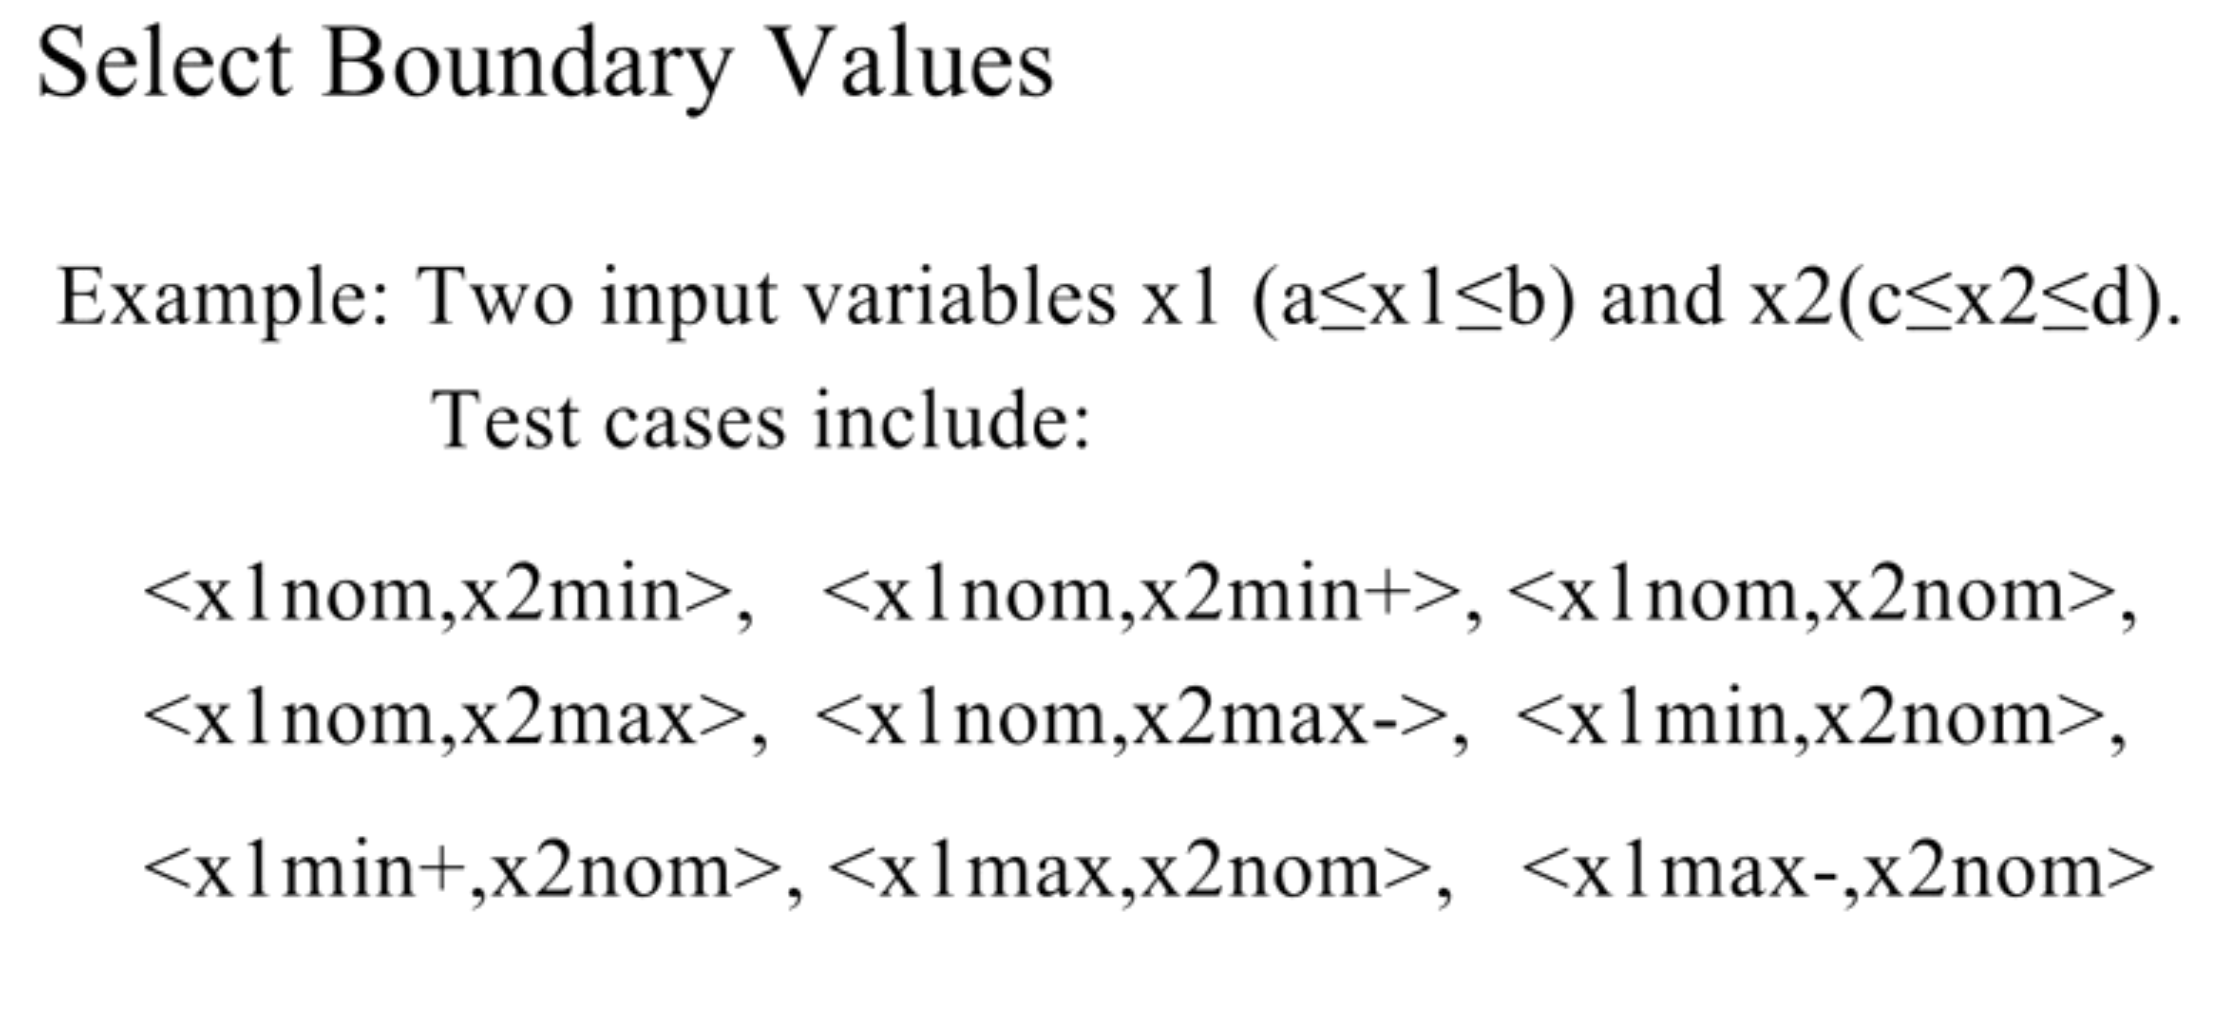 Select Boundary Values
Example: Two input variables x1 (a≤x1≤b) and x2(c≤x2≤d).
Test cases include:
<x1nom,x2min>, <x1nom,x2min+>, <x1nom,x2nom>,
<x1nom,x2max>, <x1nom,x2max->, <x1min,x2nom>,
<x1min+,x2nom>, <x1max,x2nom>, <x1max-,x2nom>